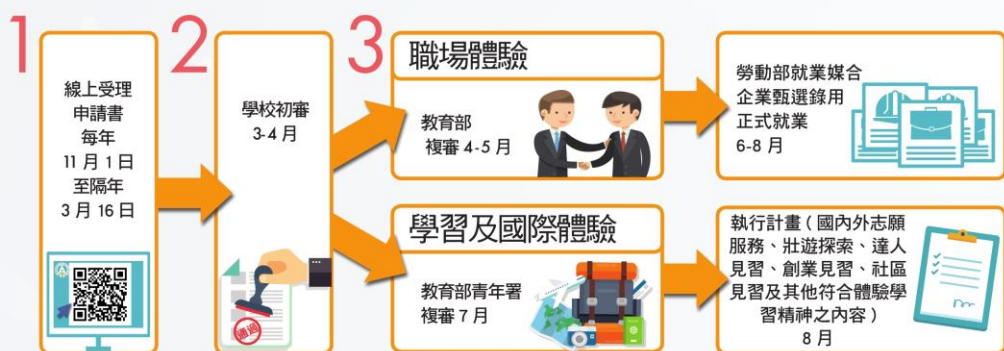 1
線上受理
申請書
每年
11 月 1 日
至隔年
3 月 16 日
2
學校初審
3-4 月
通過
3
職場體驗
教育部
複審 4-5 月
勞動部就業媒合
企業甄選錄用
正式就業
6-8 月
學習及國際體驗
教育部青年署
複審 7 月
執行計畫 ( 國內外志願
服務、壯遊探索、達人
見習、創業見習、社區
見習及其他符合體驗學
習精神之內容 )
8 月